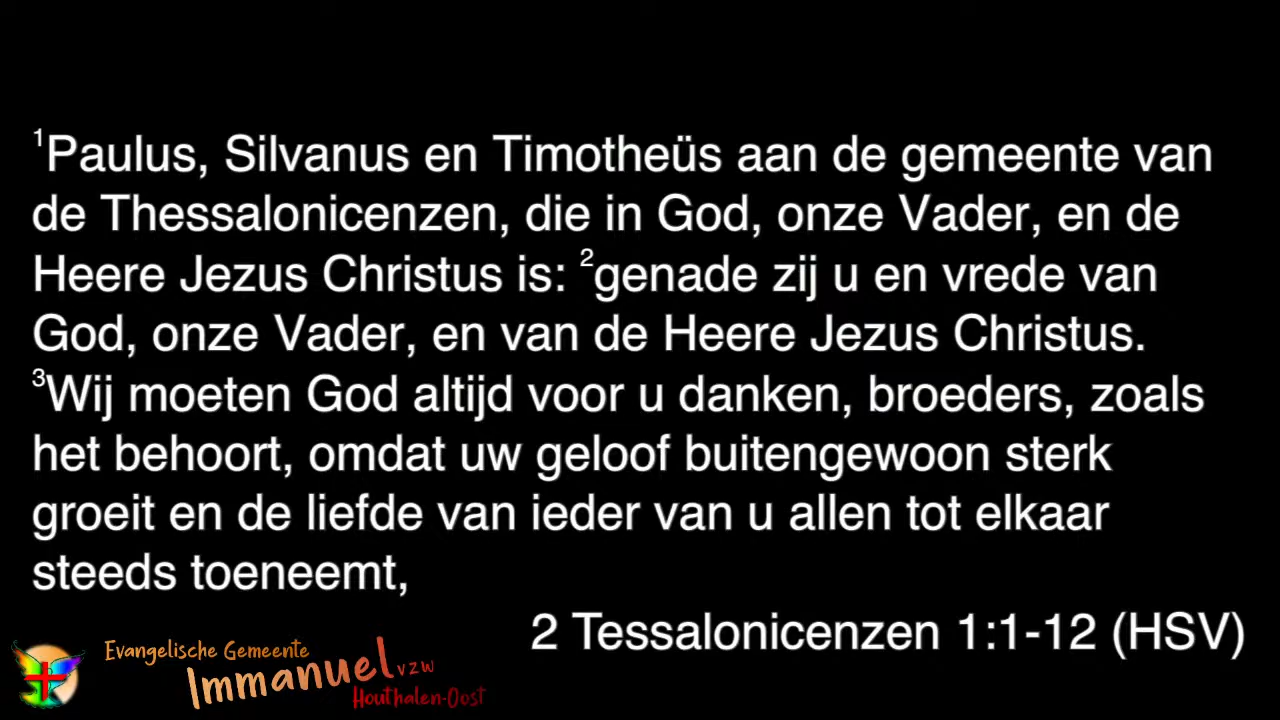 ¹Paulus, Silvanus en Timotheüs aan de gemeente van
de Thessalonicenzen, die in God, onze Vader, en de
Heere Jezus Christus is: ²genade zij u en vrede van
God, onze Vader, en van de Heere Jezus Christus.
³Wij moeten God altijd voor u danken, broeders, zoals
het behoort, omdat uw geloof buitengewoon sterk
groeit en de liefde van ieder van u allen tot elkaar
steeds toeneemt,
2 Tessalonicenzen 1:1-12 (HSV)
Evangelische Gemeente
Immanuel vzw
Houthalen-Oost